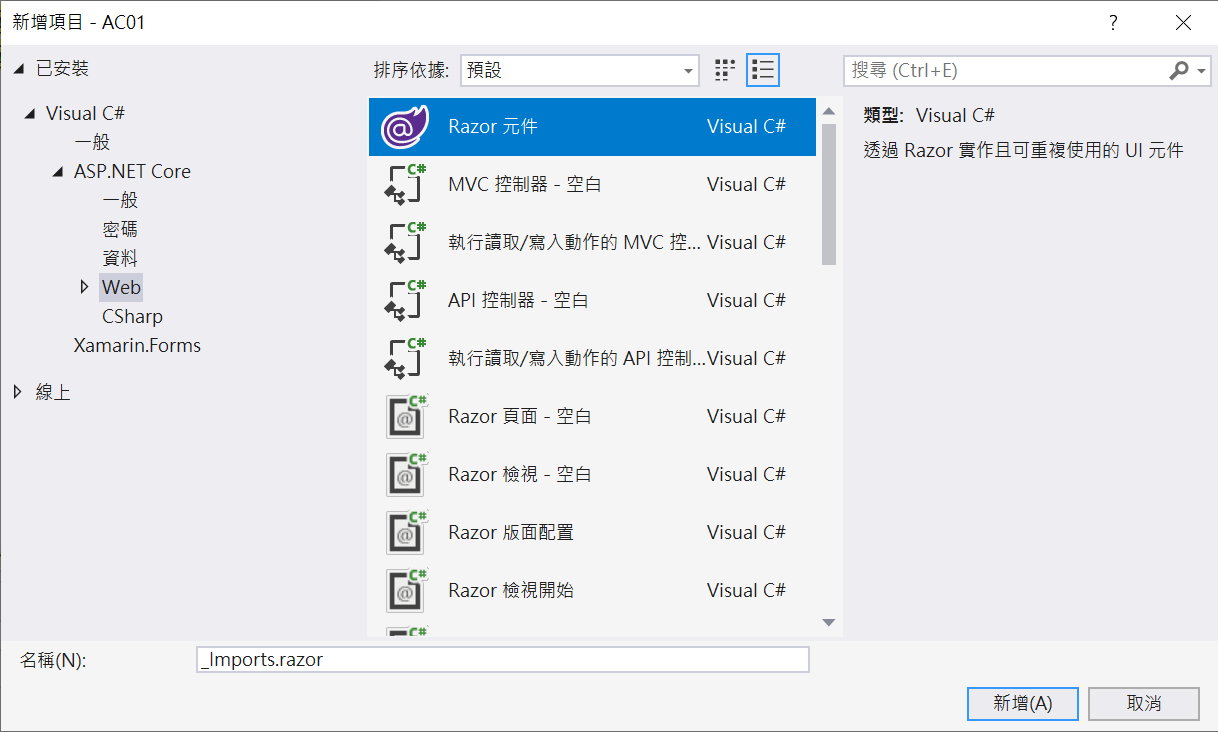 新增項目 - AC01
?
已安裝
Visual C#
一般
ASP.NET Core
一般
密碼
資料
Web
CSharp
Xamarin.Forms
線上
排序依據: 預設
Razor 元件 Visual C#
MVC 控制器 - 空白 Visual C#
執行讀取/寫入動作的 MVC 控... Visual C#
API 控制器 - 空白 Visual C#
執行讀取/寫入動作的 API 控制... Visual C#
Razor 頁面 - 空白 Visual C#
Razor 檢視 - 空白 Visual C#
Razor 版面配置 Visual C#
Razor 檢視開始 Visual C#
搜尋 (Ctrl+E)
類型: Visual C#
透過 Razor 實作且可重複使用的 UI 元件
名稱(N): _Imports.razor
新增(A) 取消